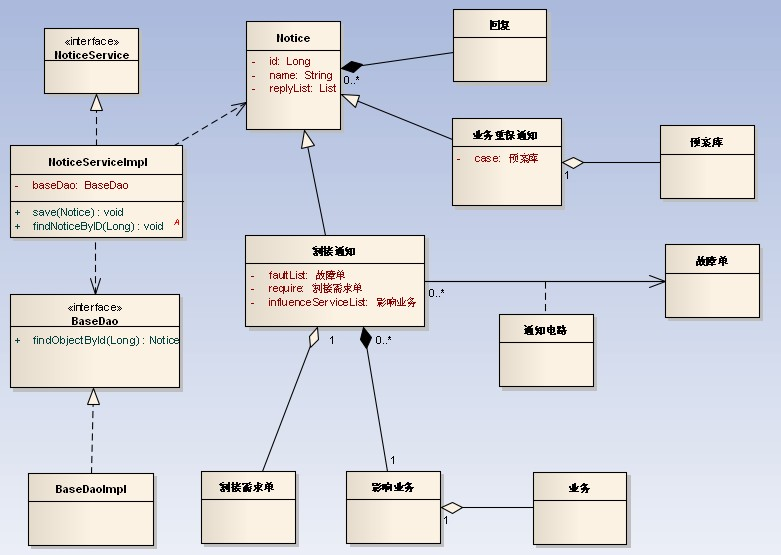 «interface»
NoticeService
Notice
- id: Long
- name: String
- replyList: List
回复
0..*
NoticeServiceImpl
- baseDao: BaseDao
+ save(Notice) : void
+ findNoticeByID(Long) : void
A
业务重保通知
- case: 预案库
1
预案库
割接通知
- faultList: 故障单
- require: 割接需求单
- influenceServiceList: 影响业务
0..*
故障单
通知电路
«interface»
BaseDao
+ findObjectById(Long) : Notice
1
0..*
1
BaseDaoImpl
割接需求单
影响业务
1
业务